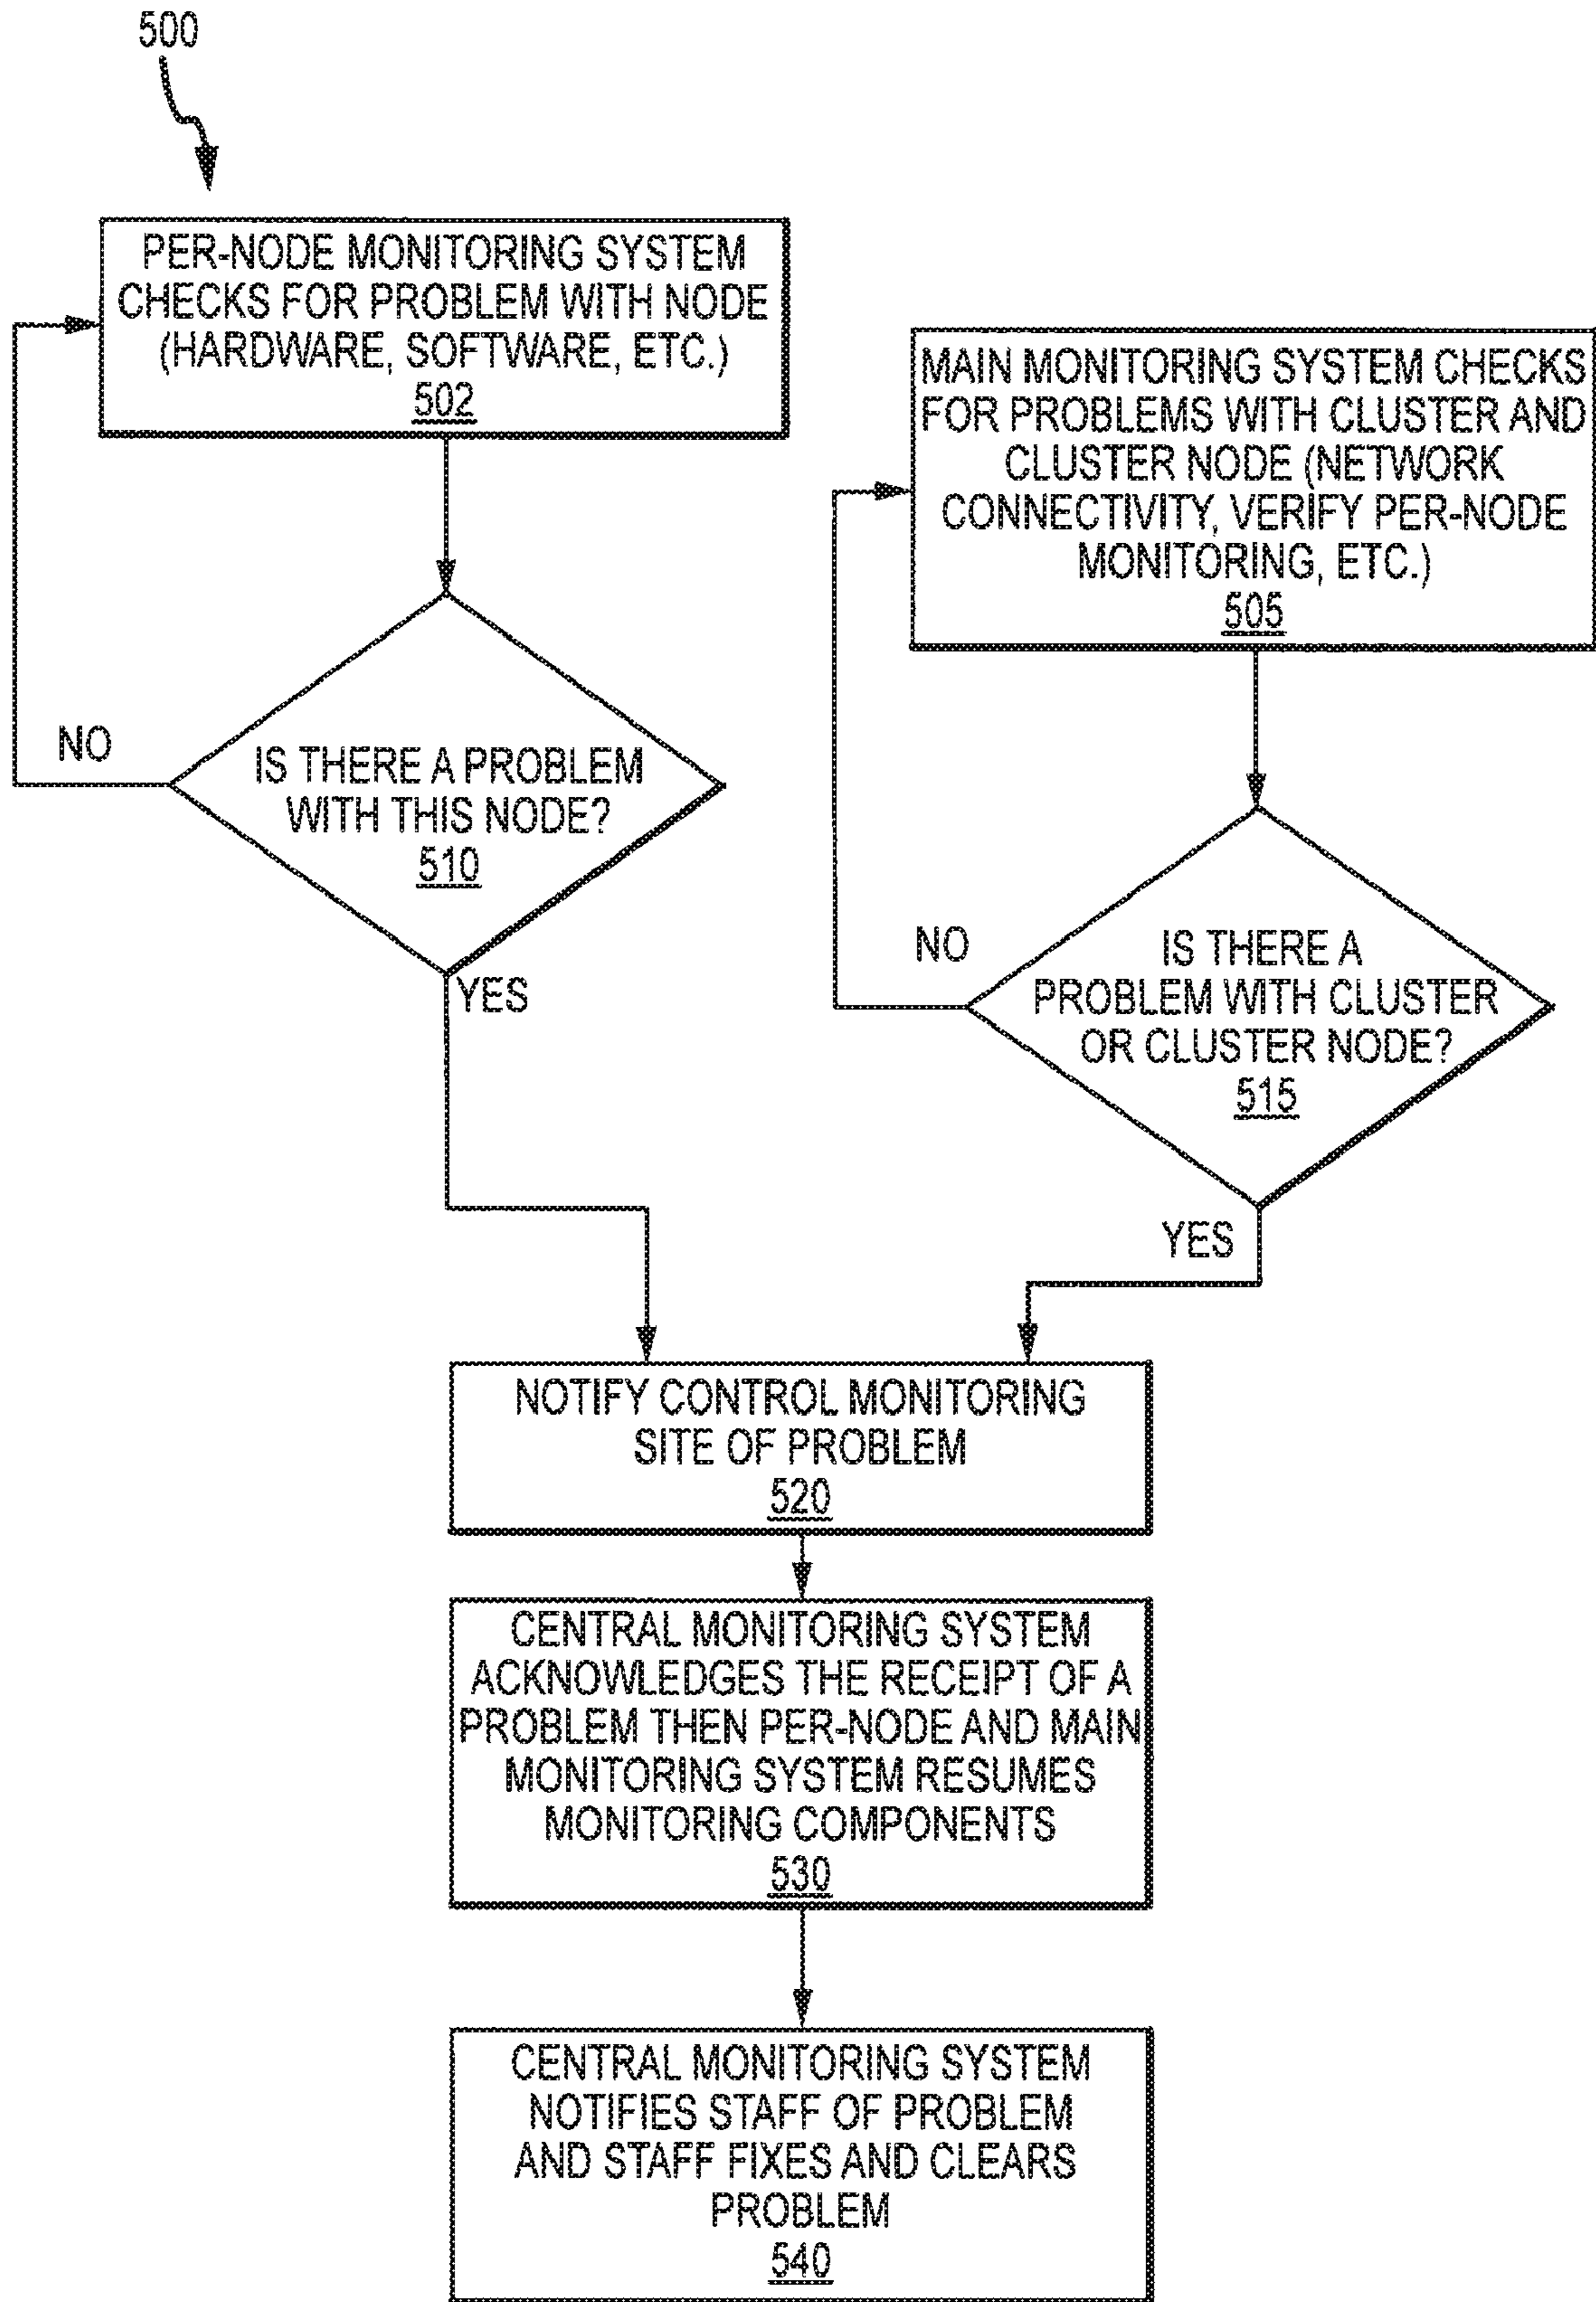 500
PER-NODE MONITORING SYSTEM
CHECKS FOR PROBLEM WITH NODE
(HARDWARE, SOFTWARE, ETC.)
502
MAIN MONITORING SYSTEM CHECKS
FOR PROBLEMS WITH CLUSTER AND
CLUSTER NODE (NETWORK
CONNECTIVITY, VERIFY PER-NODE
MONITORING, ETC.)
505
NO
IS THERE A PROBLEM
WITH THIS NODE?
510
YES
NO
IS THERE A
PROBLEM WITH CLUSTER
OR CLUSTER NODE?
515
YES
NOTIFY CONTROL MONITORING
SITE OF PROBLEM
520
CENTRAL MONITORING SYSTEM
ACKNOWLEDGES THE RECEIPT OF A
PROBLEM THEN PER-NODE AND MAIN
MONITORING SYSTEM RESUMES
MONITORING COMPONENTS
530
CENTRAL MONITORING SYSTEM
NOTIFIES STAFF OF PROBLEM
AND STAFF FIXES AND CLEARS
PROBLEM
540